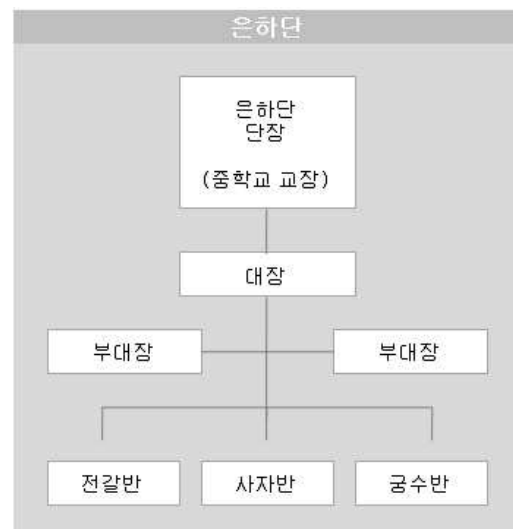 은하단
은하단
단장
(중학교 교장)
대장
부대장
부대장
전갈반
사자반
궁수반